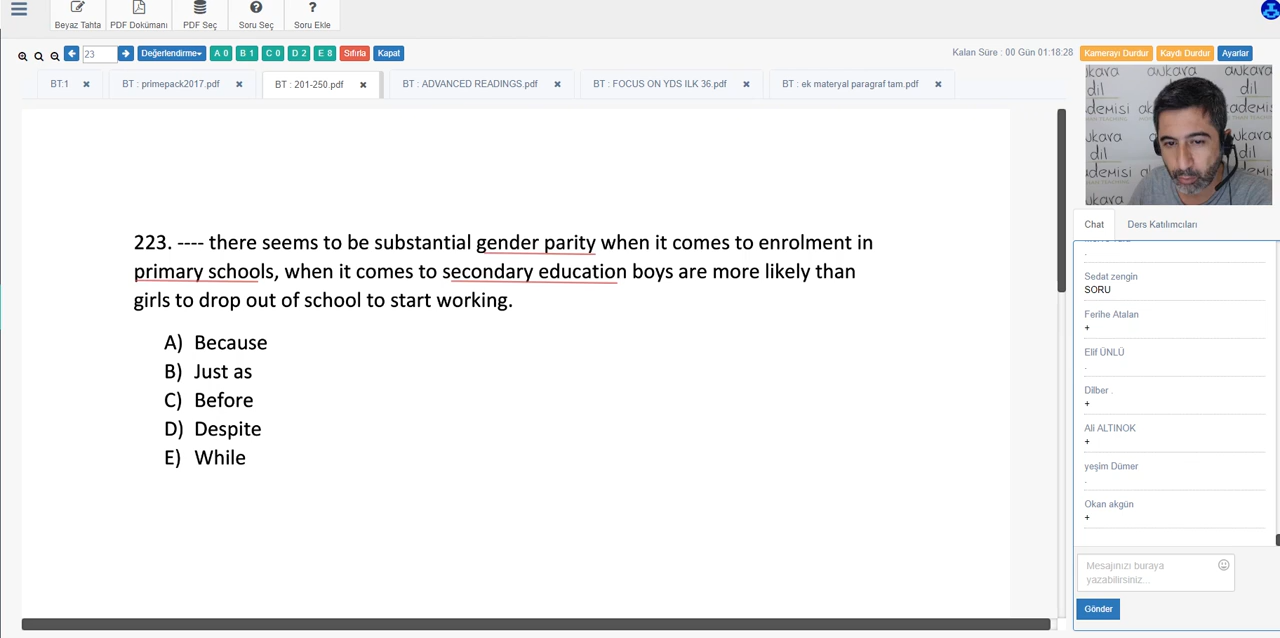 Beyaz Tahta
PDF Dokümanı
PDF Seç
Soru Seç
Soru Ekle
23
Değerlendirme
A 0
B 1
C 0
D 2
E 8
Sıfırla
Kapat
Kalan Süre : 00 Gün 01:18:28
Kamerayı Durdur
Kaydı Durdur
Ayarlar
BT:1
BT : primepack2017.pdf
BT : 201-250.pdf
BT : ADVANCED READINGS.pdf
BT : FOCUS ON YDS ILK 36.pdf
BT : ek materyal paragraf tam.pdf
223. ---- there seems to be substantial gender parity when it comes to enrolment in
primary schools, when it comes to secondary education boys are more likely than
girls to drop out of school to start working.
A) Because
B) Just as
C) Before
D) Despite
E) While
ankara
dil
Chat
Ders Katılımcıları
.
Sedat zengin
SORU
Ferihe Atalan
+
Elif ÜNLÜ
.
Dilber .
+
Ali ALTINOK
+
yeşim Dümer
.
Okan akgün
+
Mesajınızı buraya
yazabilirsiniz...
Gönder